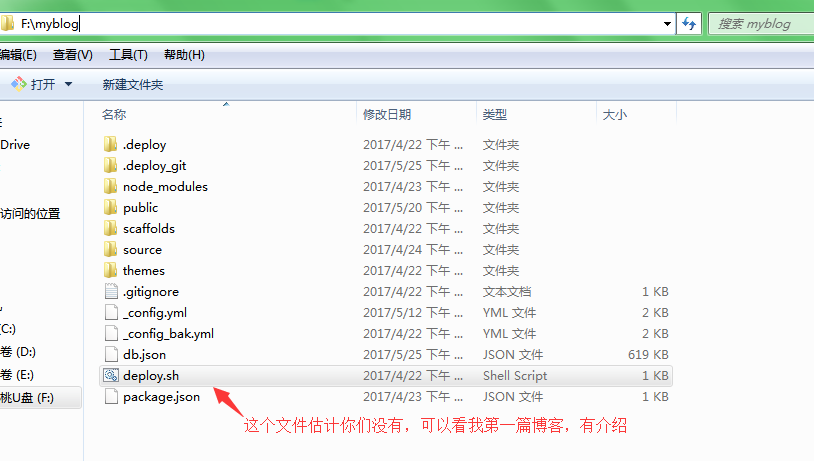 F:\myblog
搜索 myblog
编辑(E) 查看(V) 工具(T) 帮助(H)
打开 新建文件夹
名称 修改日期 类型 大小
.deploy 2017/4/22 下午 ... 文件夹
Drive
.deploy_git 2017/5/25 下午 ... 文件夹
node_modules 2017/4/23 下午 ... 文件夹
public 2017/5/20 下午 ... 文件夹
访问的位置
scaffolds 2017/4/22 下午 ... 文件夹
source 2017/4/24 下午 ... 文件夹
themes 2017/4/22 下午 ... 文件夹
.gitignore 2017/4/22 下午 ... 文本文档 1 KB
_config.yml 2017/5/12 下午 ... YML 文件 2 KB
(C:)
_config_bak.yml 2017/4/22 下午 ... YML 文件 2 KB
卷 (D:)
db.json 2017/5/25 下午 ... JSON 文件 619 KB
卷 (E:)
deploy.sh 2017/4/22 下午 ... Shell Script 1 KB
桃U盘 (F:)
package.json 2017/4/23 下午 ... JSON 文件 1 KB
这个文件估计你们没有，可以看我第一篇博客，有介绍